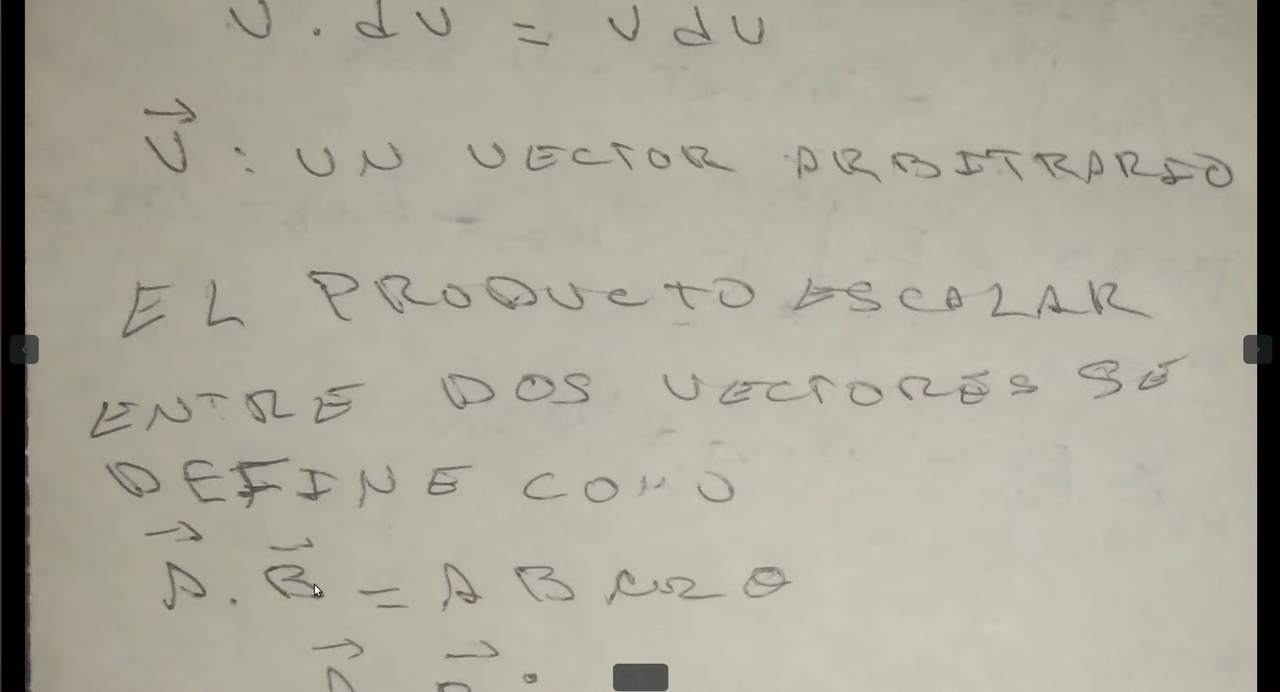 V . dV = V dV
V⃗ : UN VECTOR ARBITRARIO
EL PRODUCTO ESCALAR
ENTRE DOS VECTORES SE
DEFINE COMO
A⃗ . B⃗ = A B cos θ